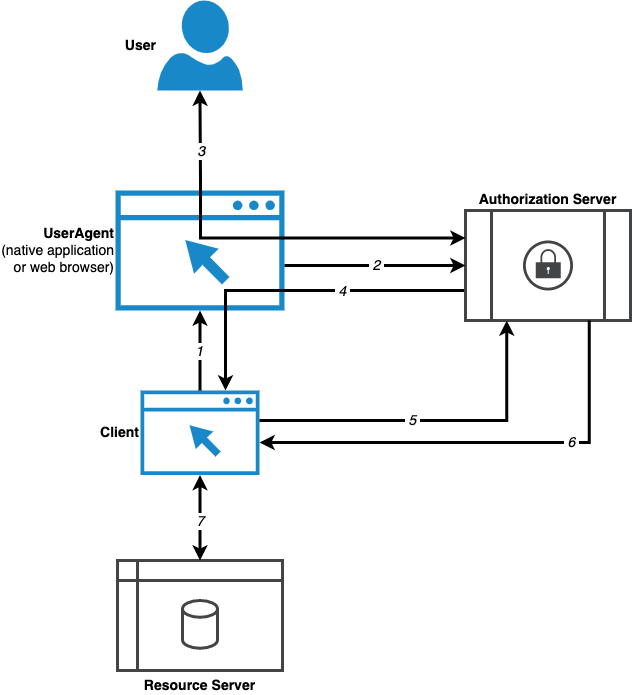 User
3
Authorization Server
UserAgent
(native application
or web browser)
2
4
1
Client
5
6
7
Resource Server